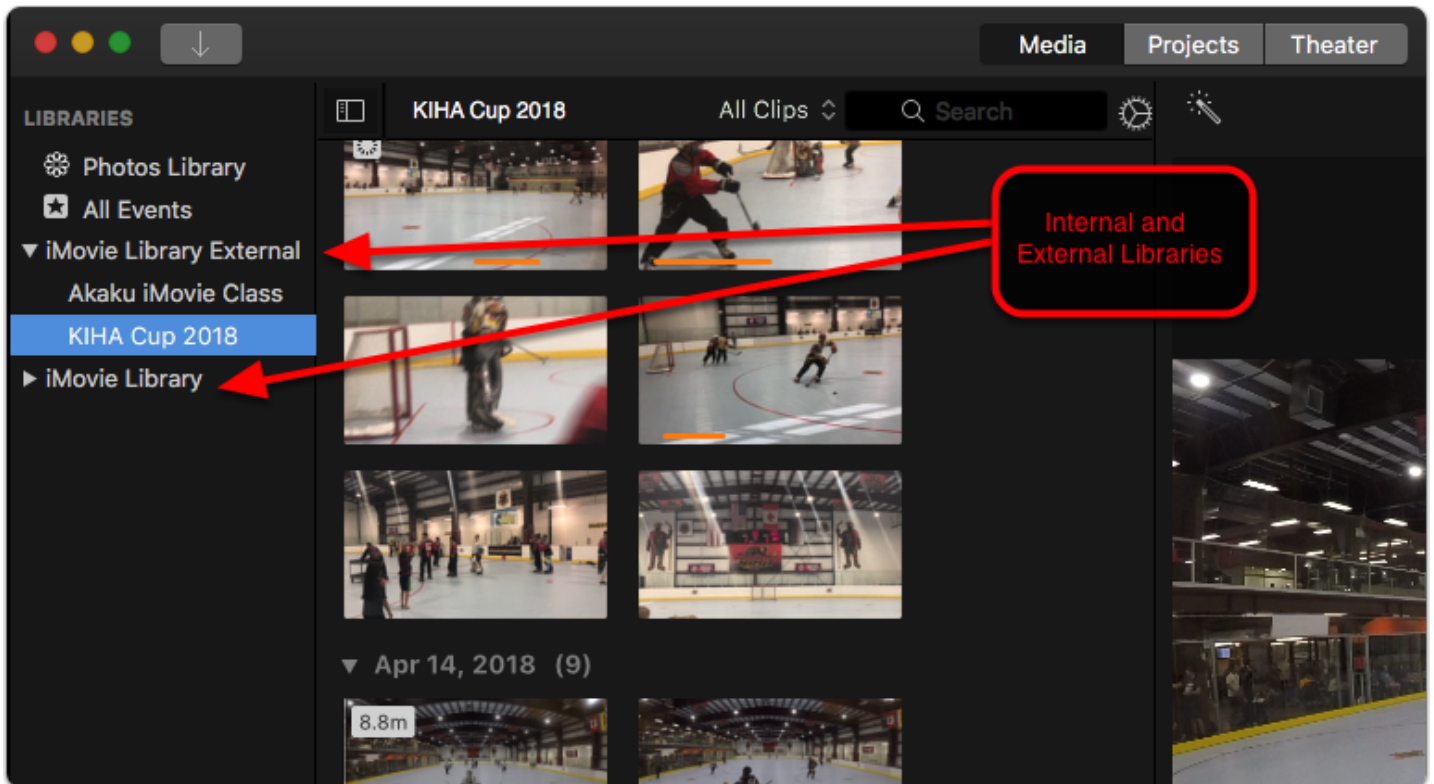 Media
Projects
Theater
LIBRARIES
KIHA Cup 2018
All Clips
Search
Photos Library
All Events
iMovie Library External
Akaku iMovie Class
KIHA Cup 2018
iMovie Library
Internal and
External Libraries
Apr 14, 2018 (9)
8.8m